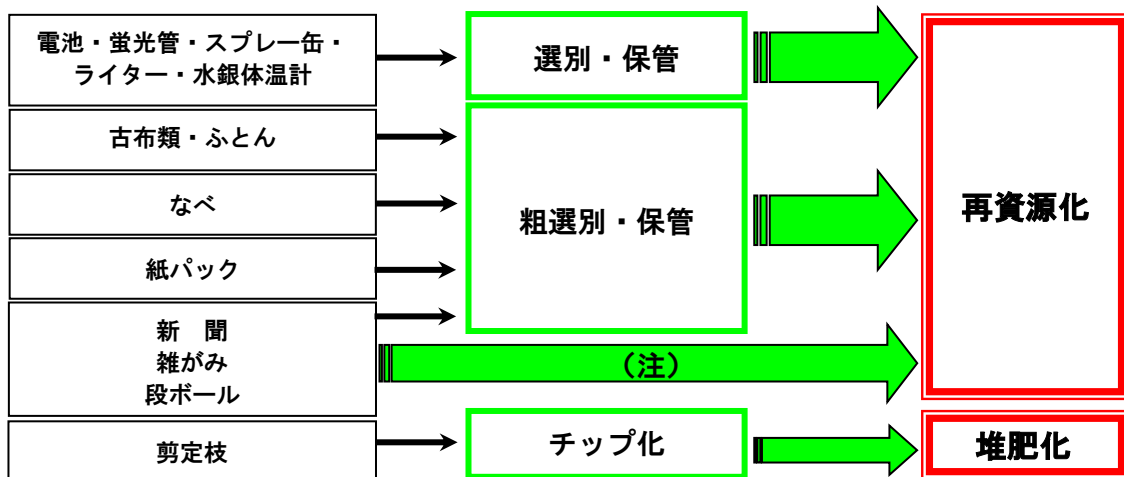 電池・蛍光管・スプレー缶・
ライター・水銀体温計
選別・保管
古布類・ふとん
なべ
粗選別・保管
再資源化
紙パック
新　聞
雑がみ
段ボール
（注）
剪定枝
チップ化
堆肥化